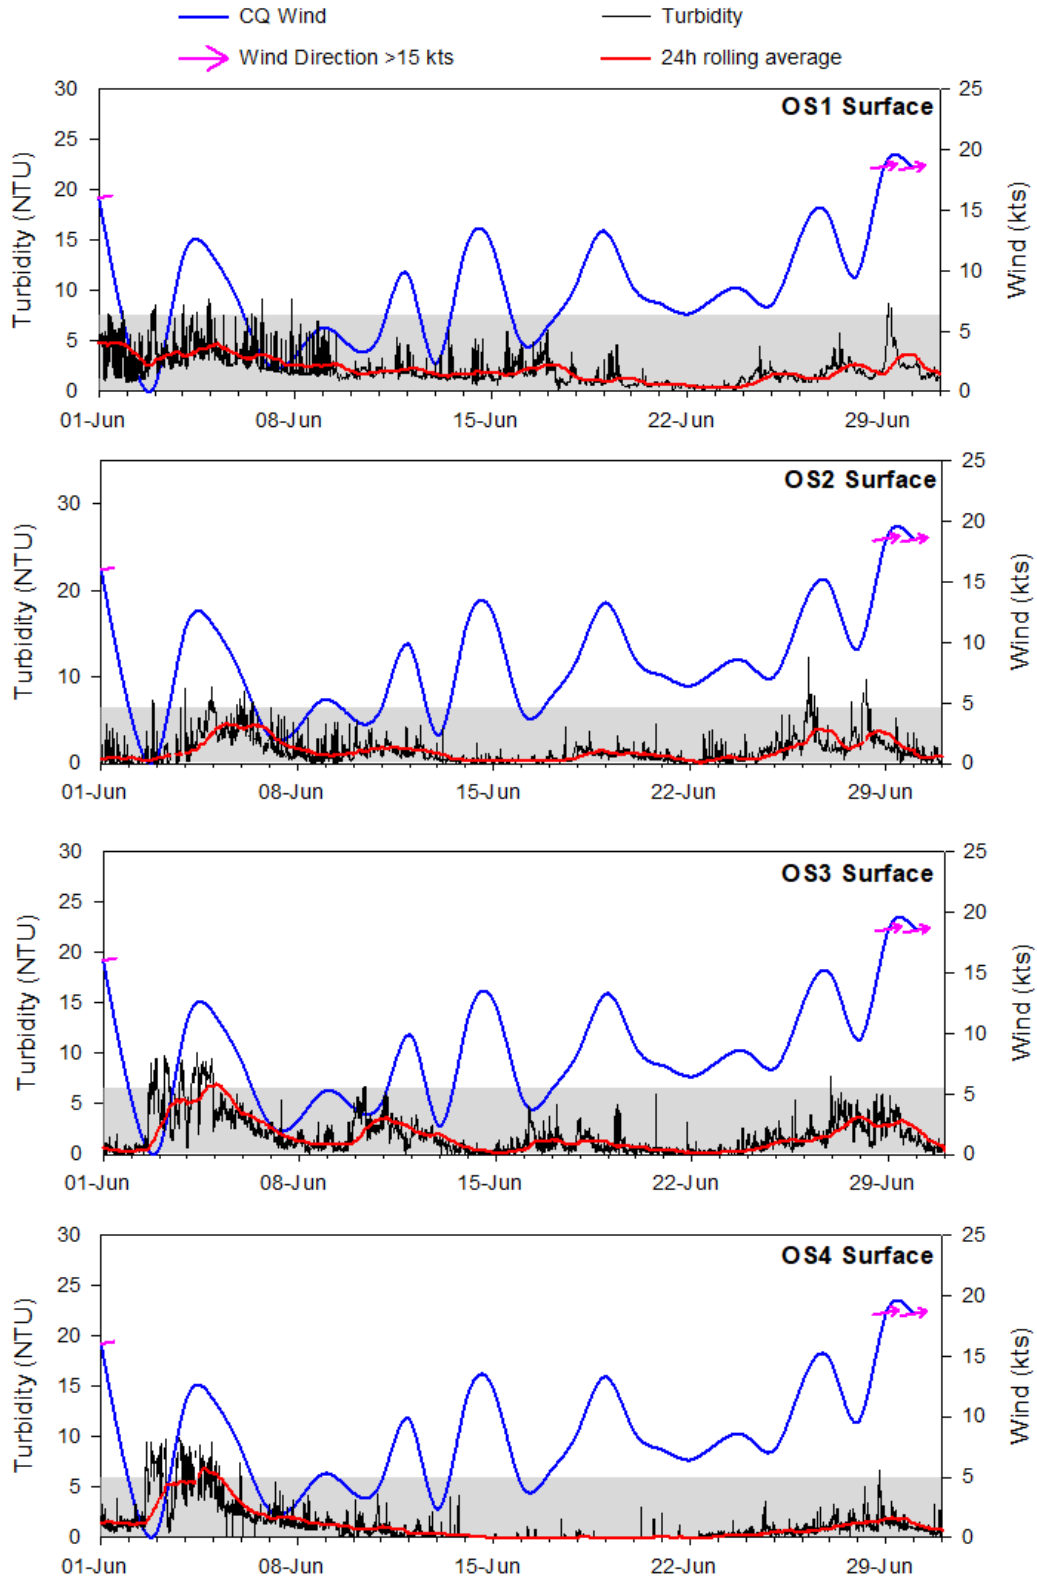 CQ Wind
Turbidity
Wind Direction >15 kts
24h rolling average
OS1 Surface
Turbidity (NTU)
30
25
20
15
10
5
0
25
20
15
10
5
0
Wind (kts)
01-Jun
08-Jun
15-Jun
22-Jun
29-Jun
OS2 Surface
Turbidity (NTU)
30
20
10
0
25
20
15
10
5
0
Wind (kts)
01-Jun
08-Jun
15-Jun
22-Jun
29-Jun
OS3 Surface
Turbidity (NTU)
30
25
20
15
10
5
0
25
20
15
10
5
0
Wind (kts)
01-Jun
08-Jun
15-Jun
22-Jun
29-Jun
OS4 Surface
Turbidity (NTU)
30
25
20
15
10
5
0
25
20
15
10
5
0
Wind (kts)
01-Jun
08-Jun
15-Jun
22-Jun
29-Jun